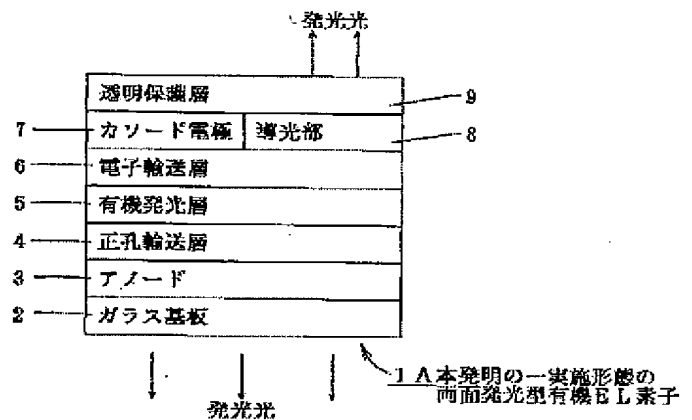 発光光
透明保護層 9
7 カソード電極 導光部 8
6 電子輸送層
5 有機発光層
4 正孔輸送層
3 アノード
2 ガラス基板
発光光
1A本発明の一実施形態の
両面発光型有機EL素子